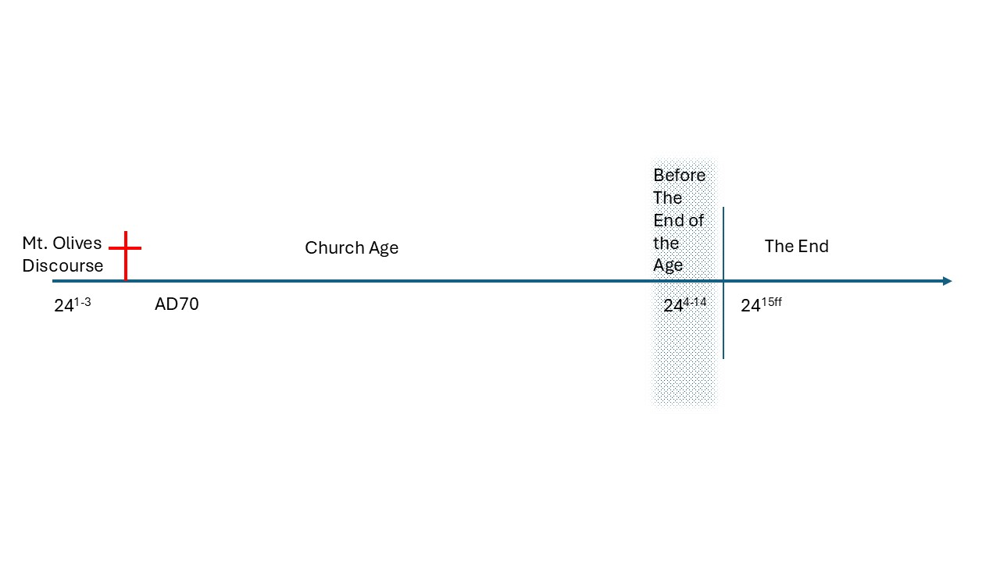 Before
The
End of
the
Age
Mt. Olives
Discourse
Church Age
The End
24¹⁻³
AD70
24⁴⁻¹⁴
24¹⁵ᶠᶠ